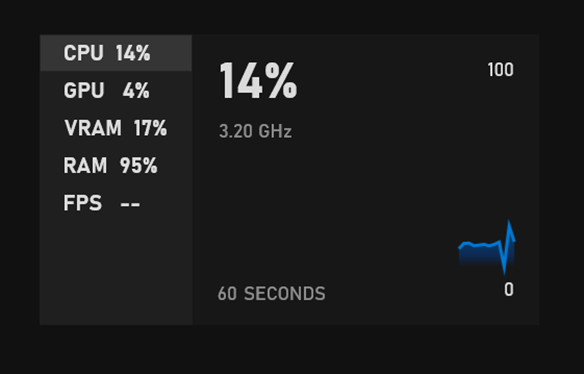 CPU 14%
GPU 4%
VRAM 17%
RAM 95%
FPS --
14%
100
3.20 GHz
60 SECONDS
0